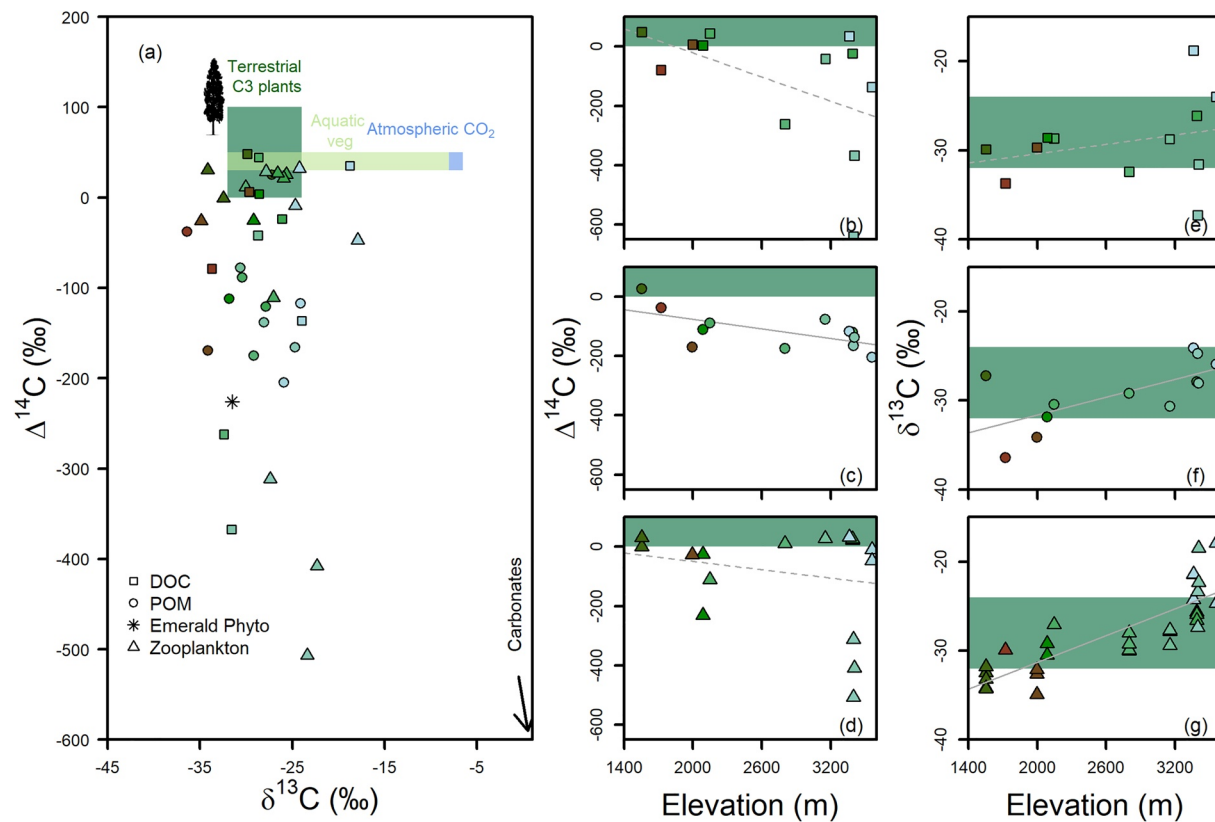 (a)
Terrestrial
C3 plants
Aquatic
veg
Atmospheric CO₂
Δ¹⁴C (‰)
200
100
0
-100
-200
-300
-400
-500
-600
DOC
POM
Emerald Phyto
Zooplankton
Carbonates
-45
-35
-25
-15
-5
δ¹³C (‰)
Δ¹⁴C (‰)
0
-200
-400
-600
(b)
0
-200
-400
-600
(c)
0
-200
-400
-600
(d)
1400
2000
2600
3200
Elevation (m)
δ¹³C (‰)
-20
-30
-40
(e)
-20
-30
-40
(f)
-20
-30
-40
(g)
1400
2000
2600
3200
Elevation (m)